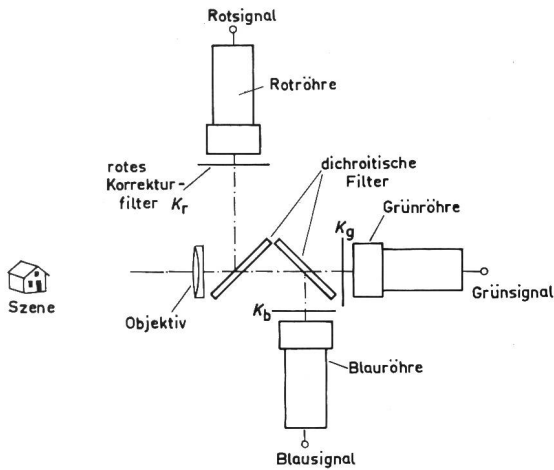 Rotsignal
Rotröhre
rotes
Korrektur-
filter Kr
dichroitische
Filter
Kg
Grünröhre
Szene
Objektiv
Kb
Grünsignal
Blauröhre
Blausignal